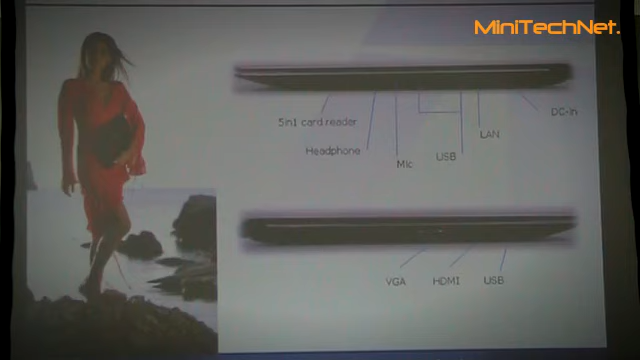 MiniTechNet.
5in1 card reader
Headphone
Mic
USB
LAN
DC-in
VGA
HDMI
USB